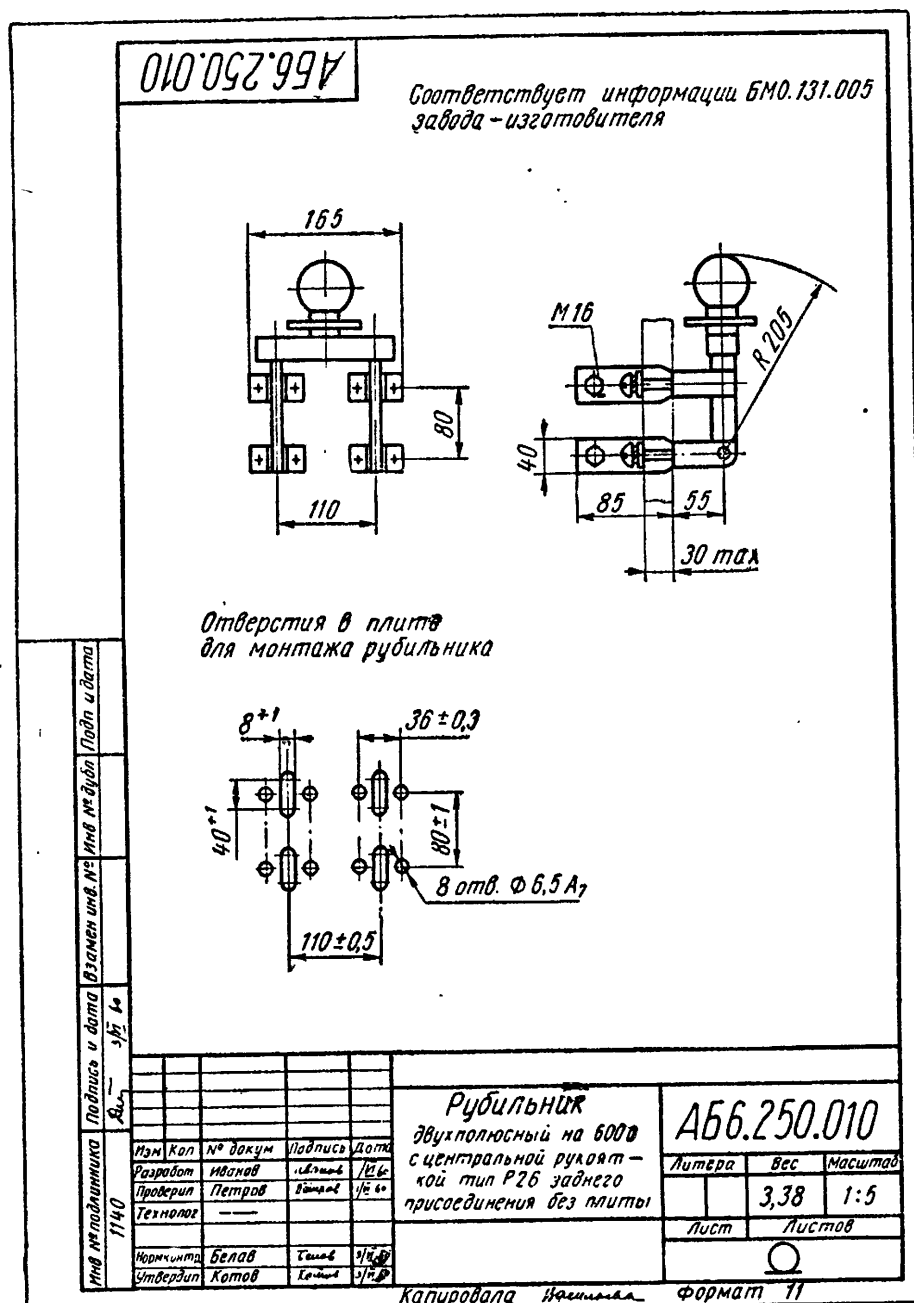 АБ6.250.010
Соответствует информации БМ0.131.005
завода-изготовителя
165
80
110
М16
R 205
40
85
55
30 max
Отверстия в плите
для монтажа рубильника
8+1
36±0,3
40+1
80±1
8 отв. Ф6,5 А7
110±0,5
Подп и дата
Инв № дубл
Взамен инв. №
Подпись и дата
Инв № подлинника
1140
Изм Кол № докум Подпись Дата
Разработ Иванов
Проверил Петров
Технолог —
Нормконтр Белав
Утвердил Котов
Рубильник
двухполюсный на 600а
с центральной рукоят-
кой тип Р26 заднего
присоединения без плиты
АБ6.250.010
Литера Вес Масштаб
3,38 1:5
Лист Листов
Копировала
Формат 11